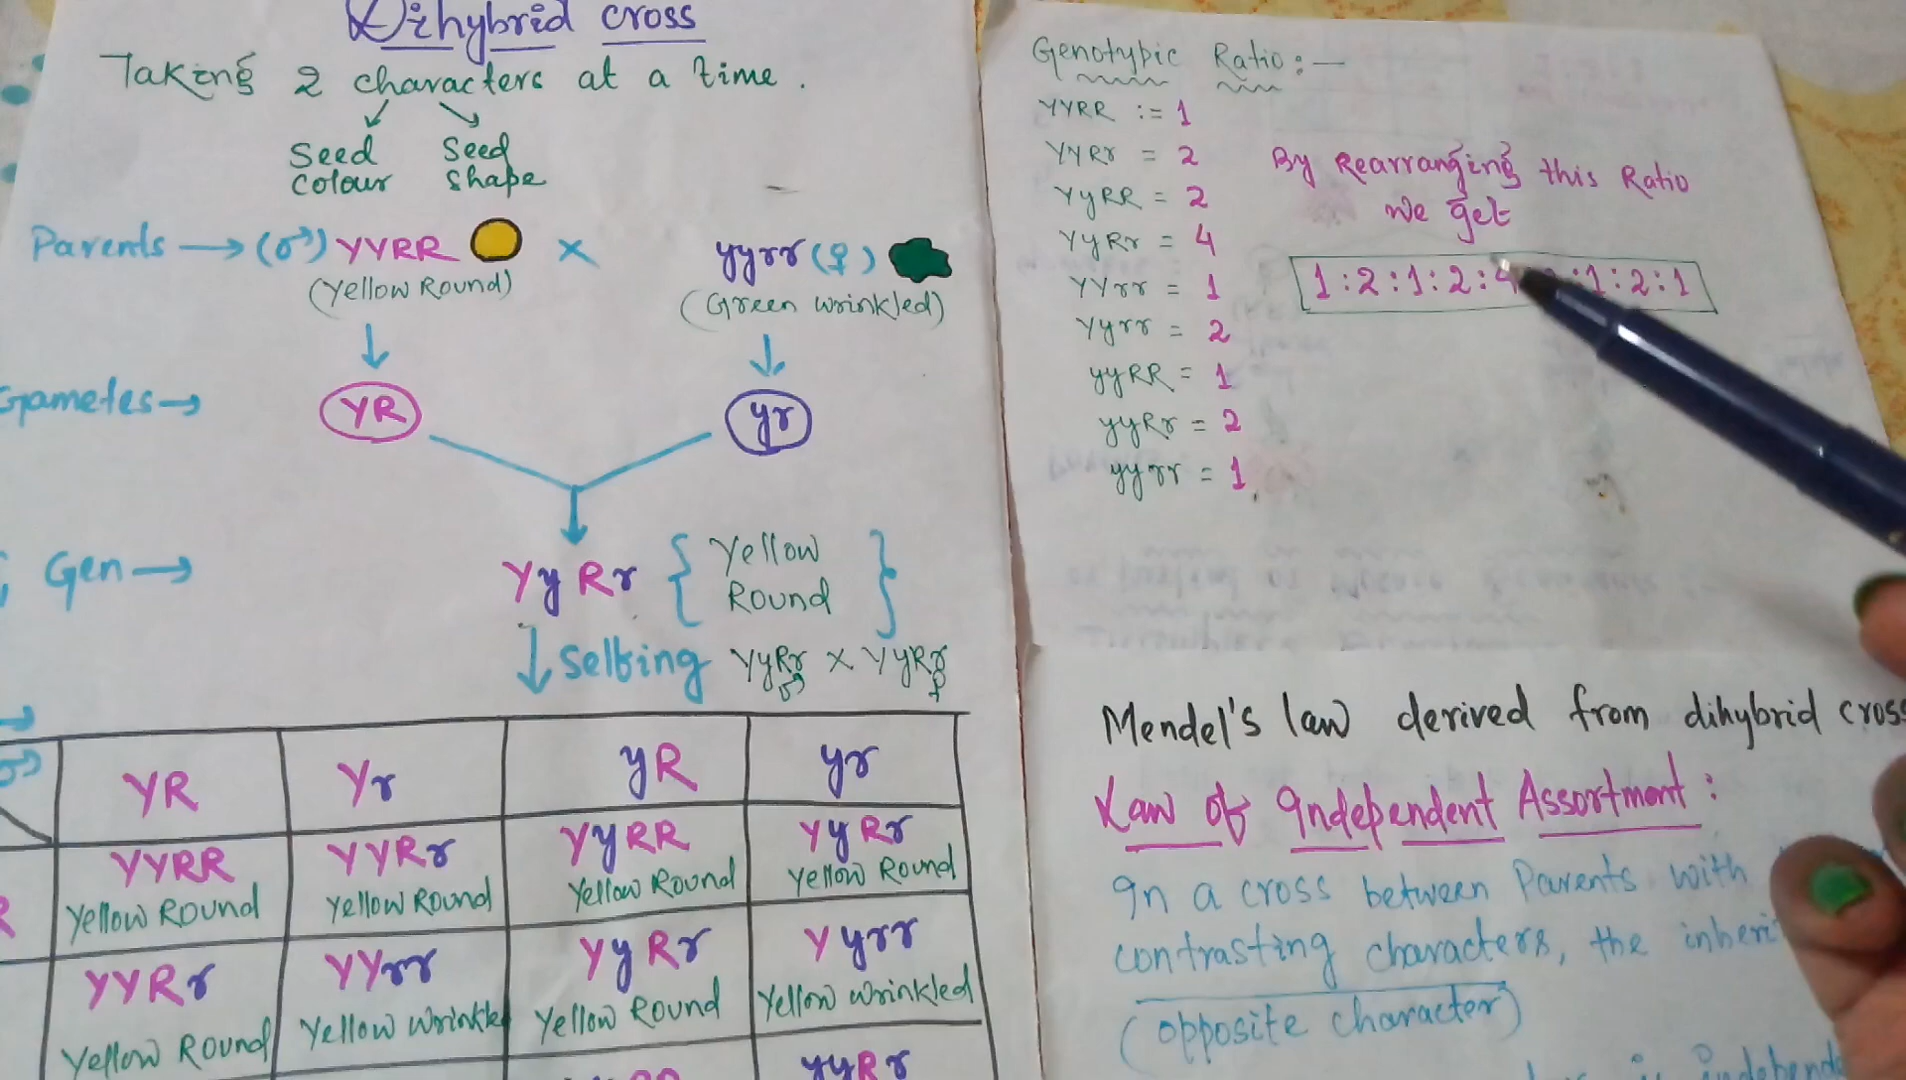 Dihybrid cross
Taking 2 characters at a time.
Seed colour
Seed shape
Parents → (♂) YYRR × yyrr (♀)
(Yellow Round) (Green wrinkled)
Gametes →
YR yr
Gen → YyRr { Yellow Round }
↓ Selfing YyRr ♂ × YyRr ♀
YR Yr yR yr
YYRR YYRr YyRR YyRr
Yellow Round Yellow Round Yellow Round Yellow Round
YYRr YYrr YyRr Yyrr
Yellow Round Yellow Wrinkle Yellow Round Yellow Wrinkled
yyRr
Genotypic Ratio:—
YYRR := 1
YYRr = 2
YyRR = 2
YyRr = 4
YYrr = 1
Yyrr = 2
yyRR = 1
yyRr = 2
yyrr = 1
By Rearranging this Ratio
we get
1:2:1:2:4 :1:2:1
Mendel's law derived from dihybrid cross
Law of Independent Assortment:
In a cross between Parents with
contrasting characters, the
(opposite character)